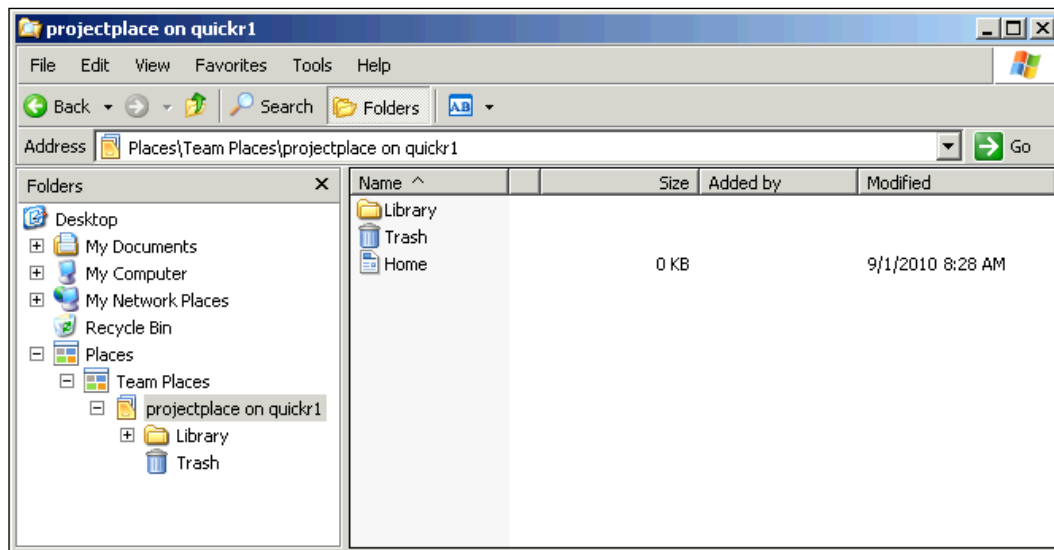 projectplace on quickr1
File Edit View Favorites Tools Help
Back Search Folders AB
Address Places\Team Places\projectplace on quickr1 Go
Folders
Desktop
My Documents
My Computer
My Network Places
Recycle Bin
Places
Team Places
projectplace on quickr1
Library
Trash
Name Size Added by Modified
Library
Trash
Home 0 KB 9/1/2010 8:28 AM